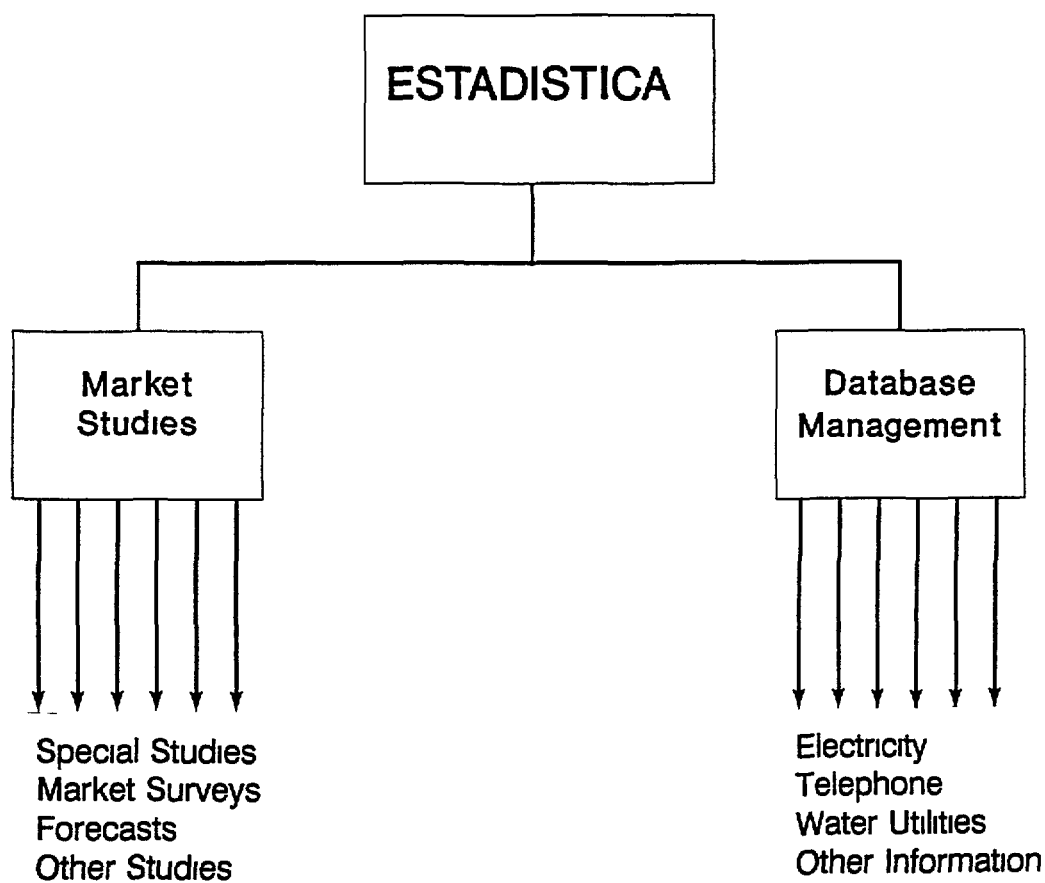 ESTADISTICA
Market
Studies
Database
Management
Special Studies
Market Surveys
Forecasts
Other Studies
Electricity
Telephone
Water Utilities
Other Information